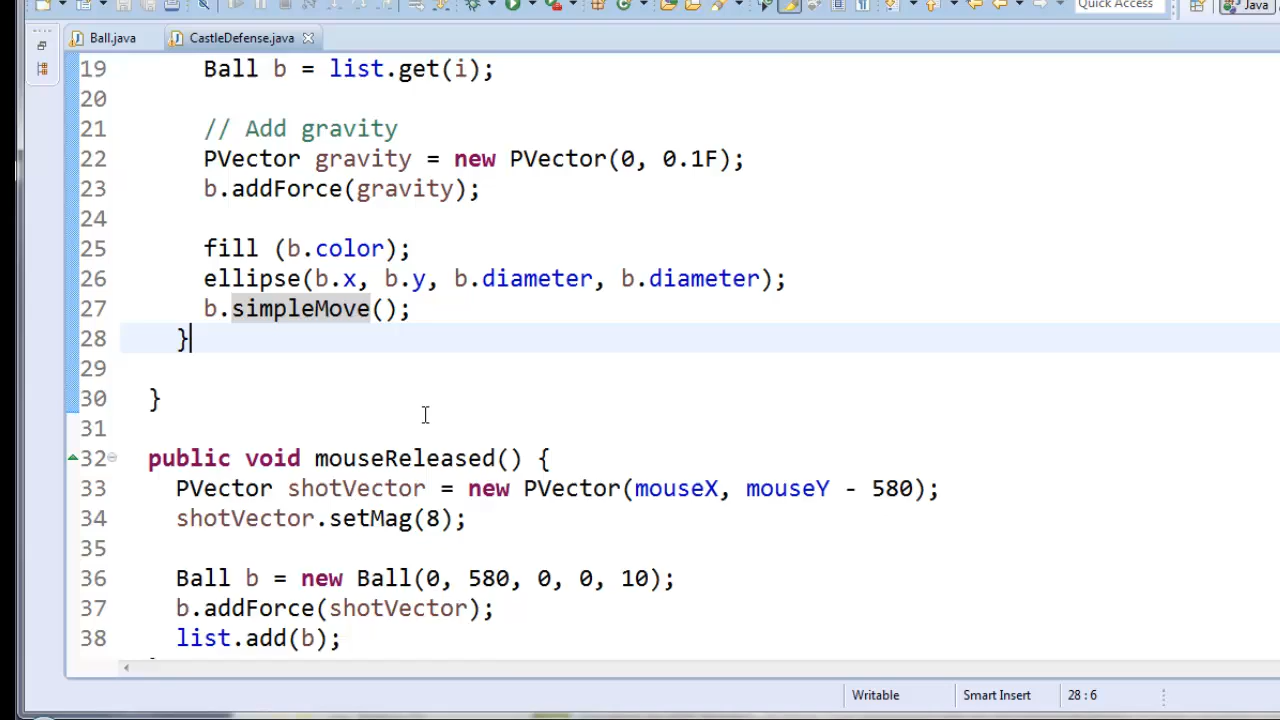 Quick Access
Java
Ball.java
CastleDefense.java
19 Ball b = list.get(i);
20
21 // Add gravity
22 PVector gravity = new PVector(0, 0.1F);
23 b.addForce(gravity);
24
25 fill (b.color);
26 ellipse(b.x, b.y, b.diameter, b.diameter);
27 b.simpleMove();
28 }
29
30 }
31
32 public void mouseReleased() {
33 PVector shotVector = new PVector(mouseX, mouseY - 580);
34 shotVector.setMag(8);
35
36 Ball b = new Ball(0, 580, 0, 0, 10);
37 b.addForce(shotVector);
38 list.add(b);
Writable
Smart Insert
28 : 6